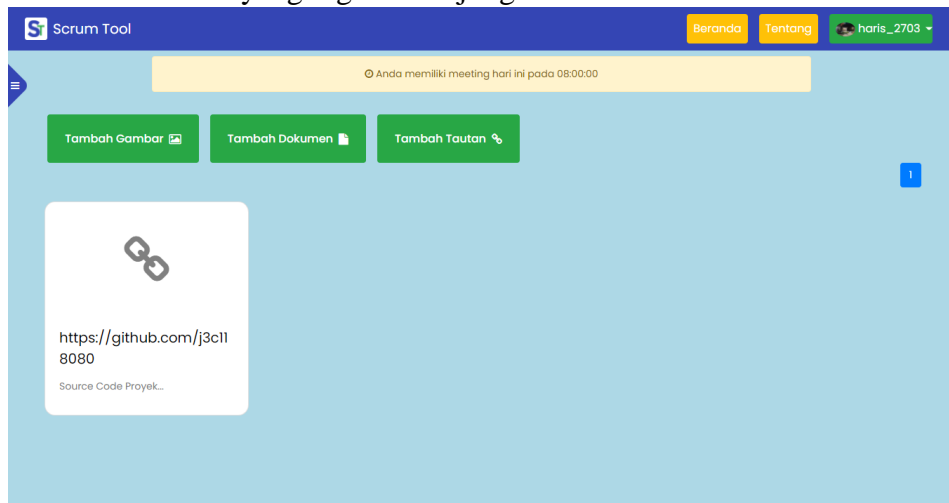 ST Scrum Tool
Beranda
Tentang
haris_2703
Anda memiliki meeting hari ini pada 08:00:00
Tambah Gambar
Tambah Dokumen
Tambah Tautan
1
https://github.com/j3c11
8080
Source Code Proyek...